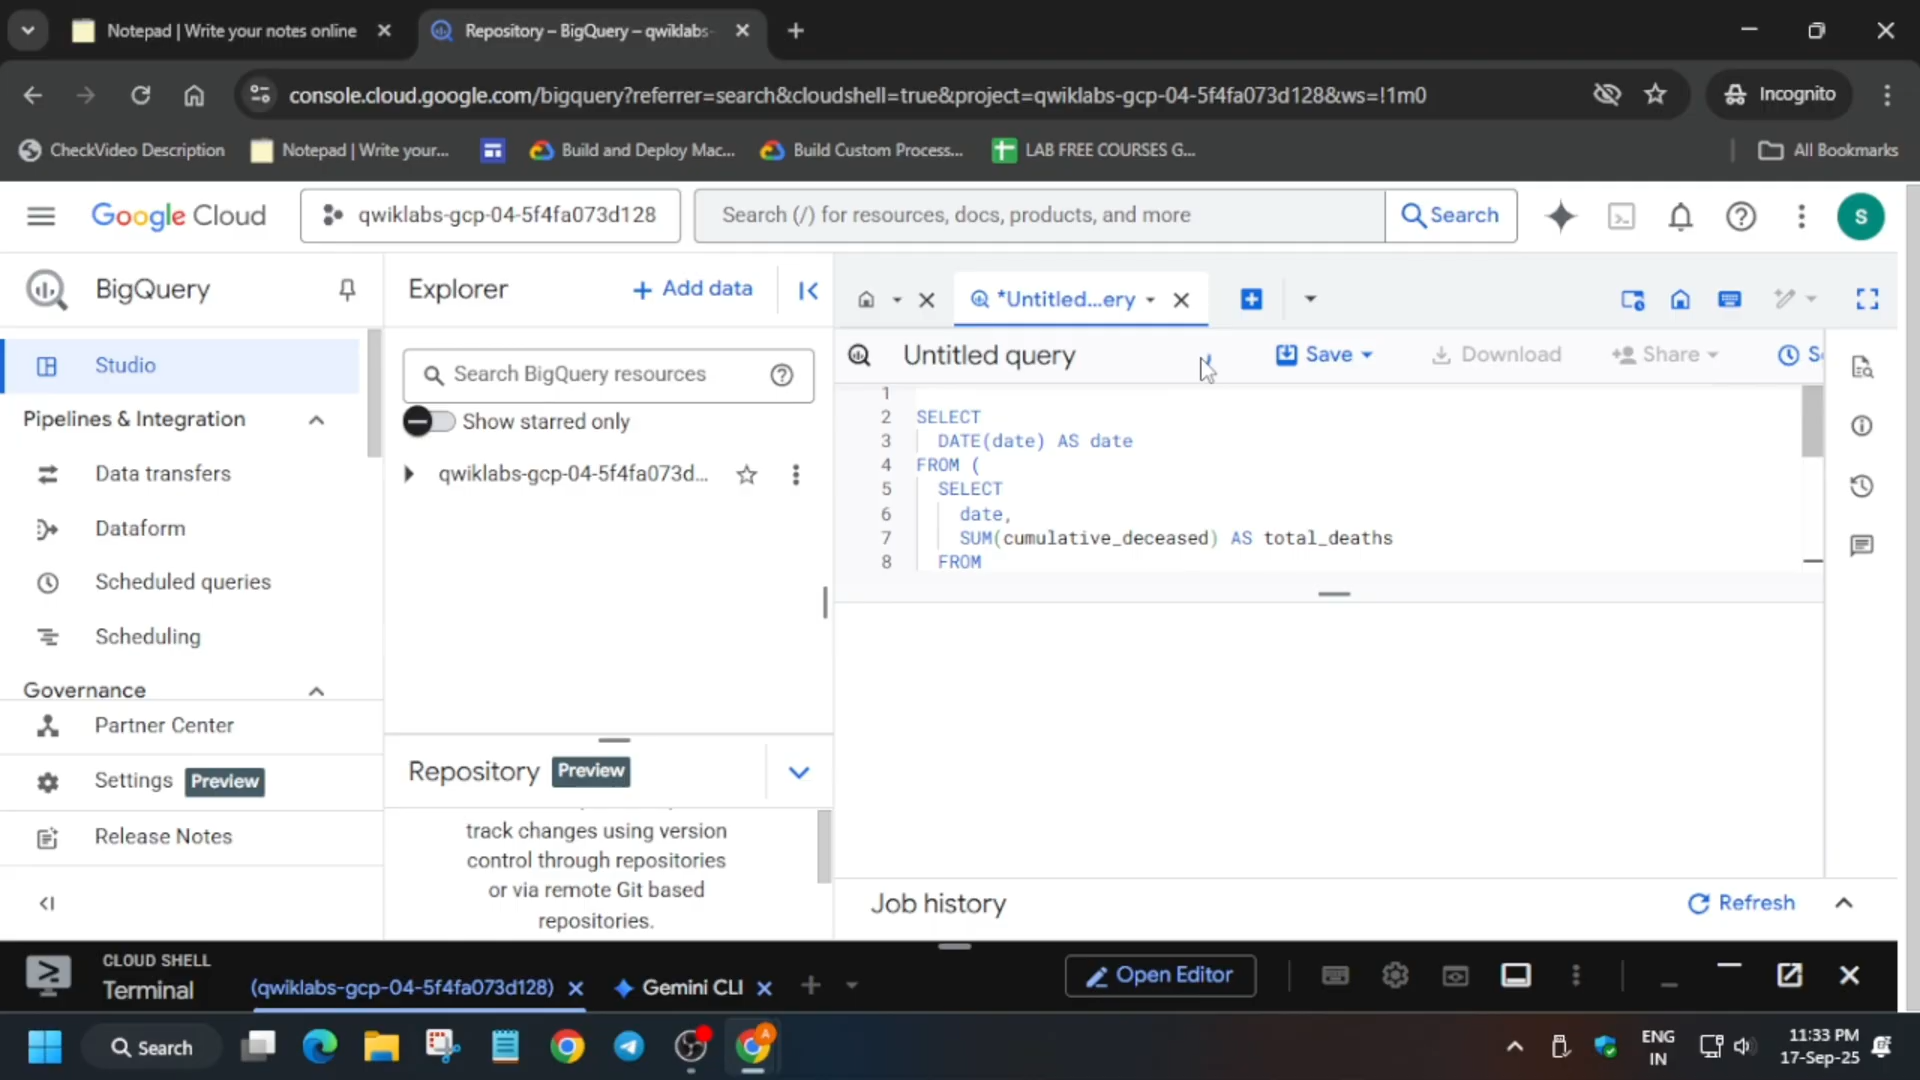 Notepad | Write your notes online
Repository – BigQuery – qwiklabs-
console.cloud.google.com/bigquery?referrer=search&cloudshell=true&project=qwiklabs-gcp-04-5f4fa073d128&ws=!1m0
Incognito
CheckVideo Description
Notepad | Write your...
Build and Deploy Mac...
Build Custom Process...
LAB FREE COURSES G...
All Bookmarks
Google Cloud
qwiklabs-gcp-04-5f4fa073d128
Search (/) for resources, docs, products, and more
Search
S
BigQuery
Explorer
+ Add data
*Untitled...ery
Studio
Search BigQuery resources
Untitled query
Save
Download
Share
Show starred only
Pipelines & Integration
Data transfers
qwiklabs-gcp-04-5f4fa073d...
Dataform
Scheduled queries
Scheduling
1
2 SELECT
3 DATE(date) AS date
4 FROM (
5 SELECT
6 date,
7 SUM(cumulative_deceased) AS total_deaths
8 FROM
Governance
Partner Center
Settings Preview
Release Notes
Repository Preview
track changes using version
control through repositories
or via remote Git based
repositories.
Job history
Refresh
CLOUD SHELL
Terminal
(qwiklabs-gcp-04-5f4fa073d128)
Gemini CLI
Open Editor
Search
ENG
IN
11:33 PM
17-Sep-25